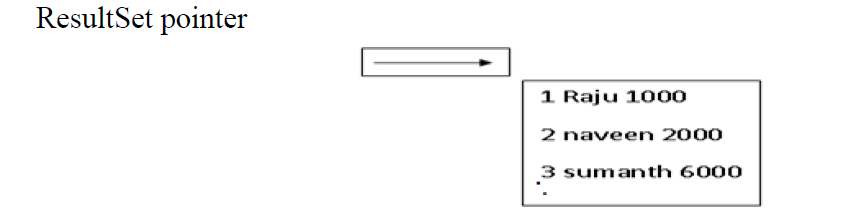 ResultSet pointer
1 Raju 1000
2 naveen 2000
3 sumanth 6000